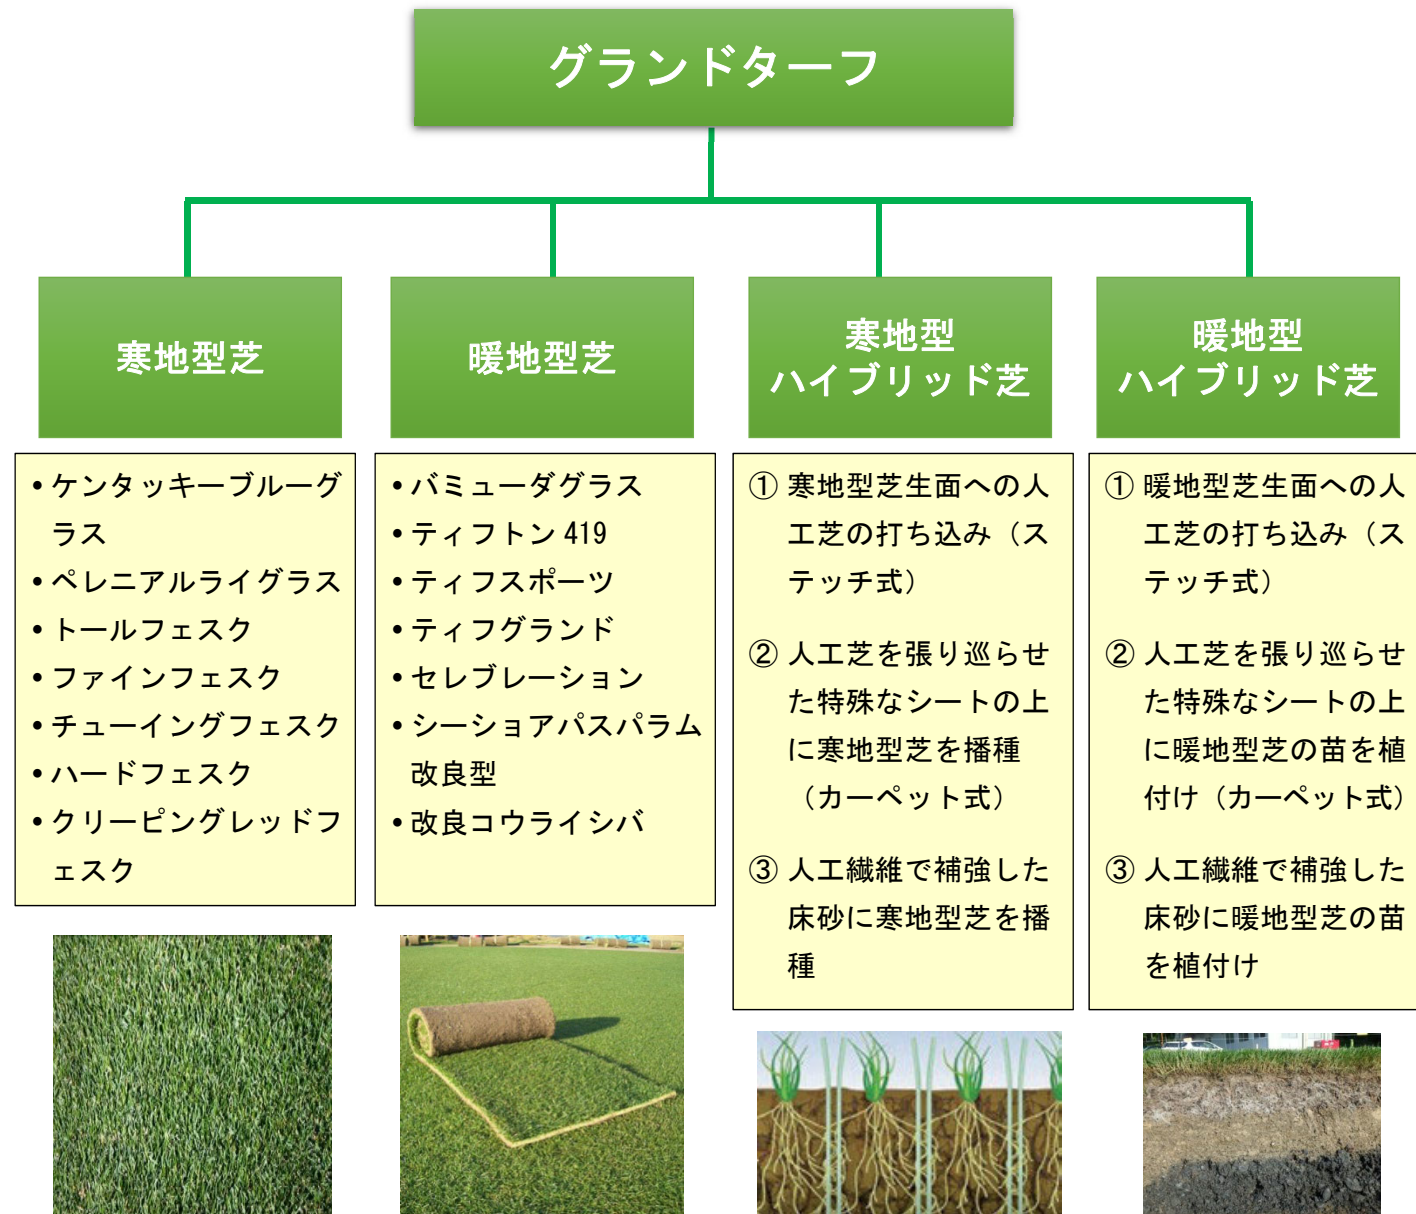 グランドターフ
寒地型芝
暖地型芝
寒地型
ハイブリッド芝
暖地型
ハイブリッド芝
•ケンタッキーブルーグ
ラス
•ペレニアルライグラス
•トールフェスク
•ファインフェスク
•チューイングフェスク
•ハードフェスク
•クリーピングレッドフ
ェスク
•バミューダグラス
•ティフトン 419
•ティフスポーツ
•ティフグランド
•セレブレーション
•シーショアパスパラム
改良型
•改良コウライシバ
① 寒地型芝生面への人
工芝の打ち込み（ス
テッチ式）
② 人工芝を張り巡らせ
た特殊なシートの上
に寒地型芝を播種
（カーペット式）
③ 人工繊維で補強した
床砂に寒地型芝を播
種
① 暖地型芝生面への人
工芝の打ち込み（ス
テッチ式）
② 人工芝を張り巡らせ
た特殊なシートの上
に暖地型芝の苗を植
付け（カーペット式）
③ 人工繊維で補強した
床砂に暖地型芝の苗
を植付け